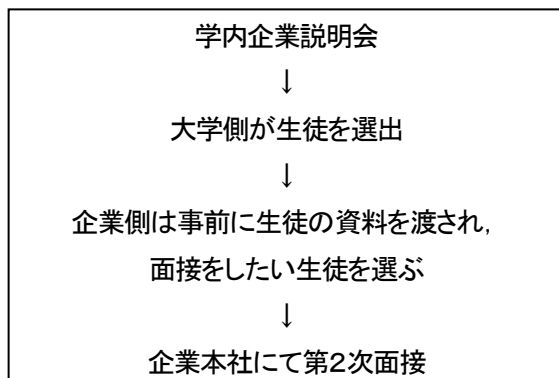 学内企業説明会
↓
大学側が生徒を選出
↓
企業側は事前に生徒の資料を渡され,
面接をしたい生徒を選ぶ
↓
企業本社にて第2次面接